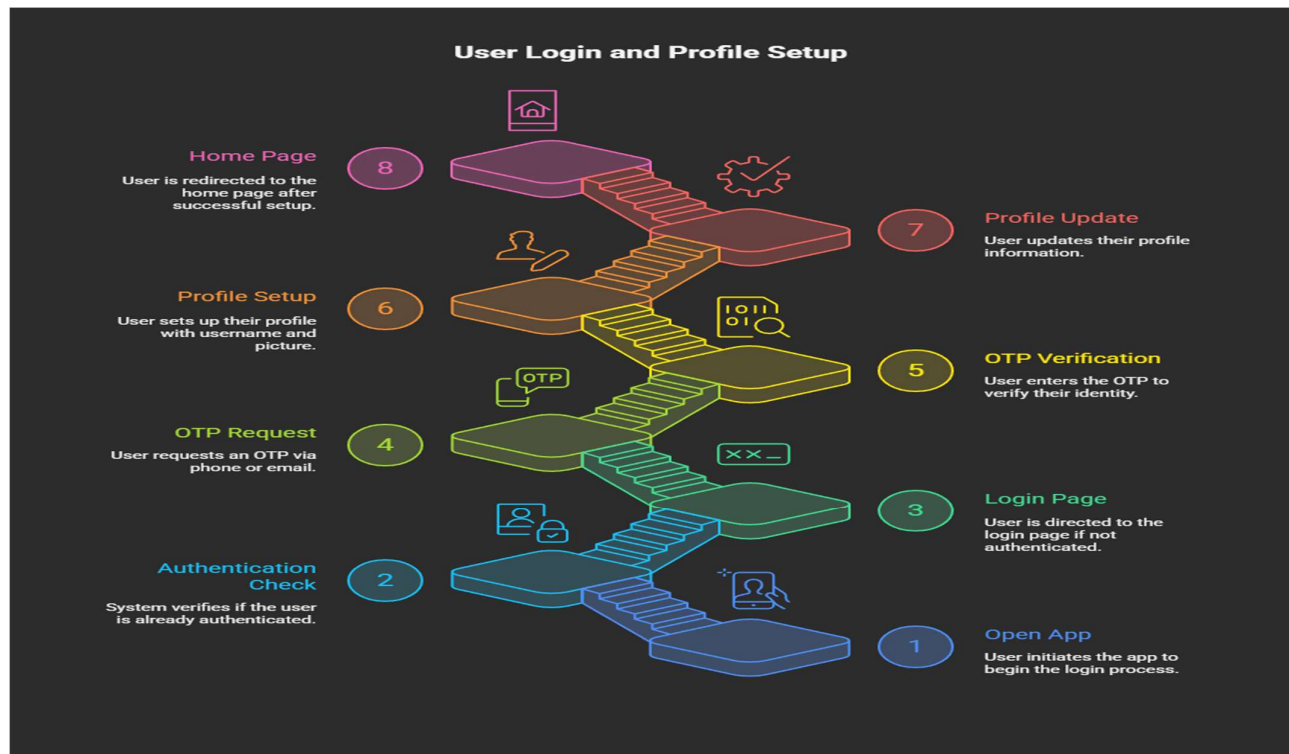 User Login and Profile Setup
Home Page
8
User is redirected to the
home page after
successful setup.
7
Profile Update
User updates their profile
information.
Profile Setup
6
User sets up their profile
with username and
picture.
1011
01
5
OTP Verification
User enters the OTP to
verify their identity.
OTP
OTP Request
4
User requests an OTP via
phone or email.
XX_
3
Login Page
User is directed to the
login page if not
authenticated.
Authentication
Check
2
System verifies if the user
is already authenticated.
1
Open App
User initiates the app to
begin the login process.